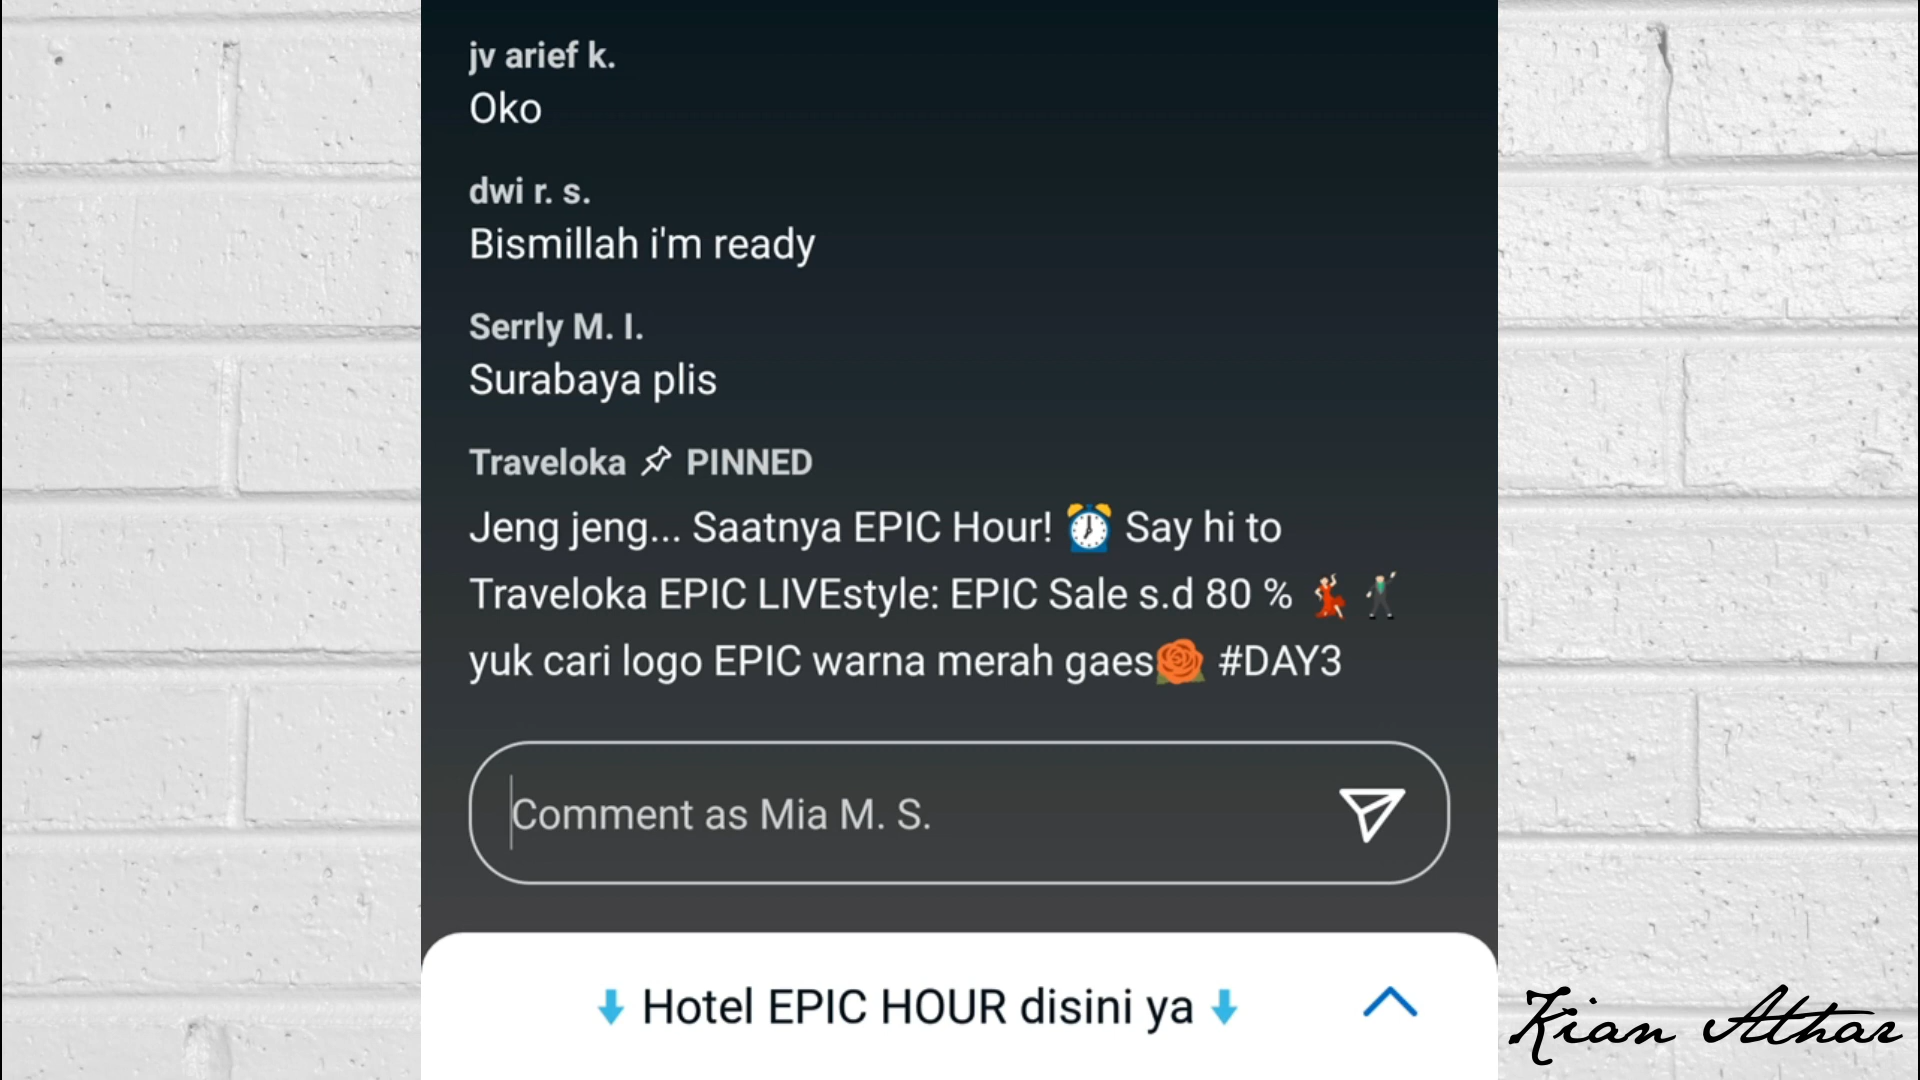 jv arief k.
Oko
dwi r. s.
Bismillah i'm ready
Serrly M. I.
Surabaya plis
Traveloka 📌 PINNED
Jeng jeng... Saatnya EPIC Hour! ⏰ Say hi to
Traveloka EPIC LIVEstyle: EPIC Sale s.d 80 % 💃 🕺
yuk cari logo EPIC warna merah gaes🌹 #DAY3
Comment as Mia M. S.
⬇ Hotel EPIC HOUR disini ya ⬇
Kian Athar